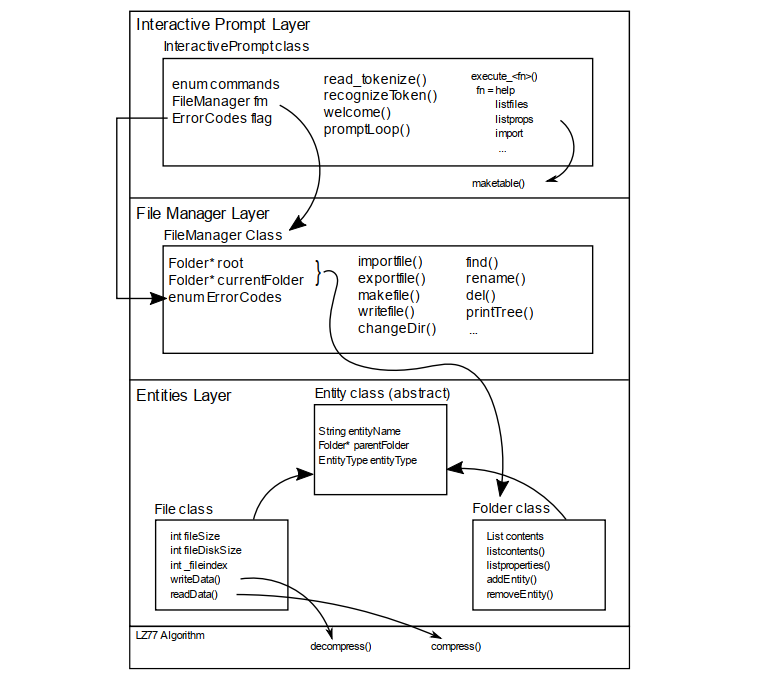 Interactive Prompt Layer
InteractivePrompt class
enum commands
FileManager fm
ErrorCodes flag
read_tokenize()
recognizeToken()
welcome()
promptLoop()
execute_<fn>()
fn = help
listfiles
listprops
import
...
maketable()
File Manager Layer
FileManager Class
Folder* root
Folder* currentFolder
enum ErrorCodes
}
importfile()
exportfile()
makefile()
writefile()
changeDir()
find()
rename()
del()
printTree()
...
Entities Layer
Entity class (abstract)
String entityName
Folder* parentFolder
EntityType entityType
File class
int fileSize
int fileDiskSize
int _fileindex
writeData()
readData()
Folder class
List contents
listcontents()
listproperties()
addEntity()
removeEntity()
LZ77 Algorithm
decompress()
compress()